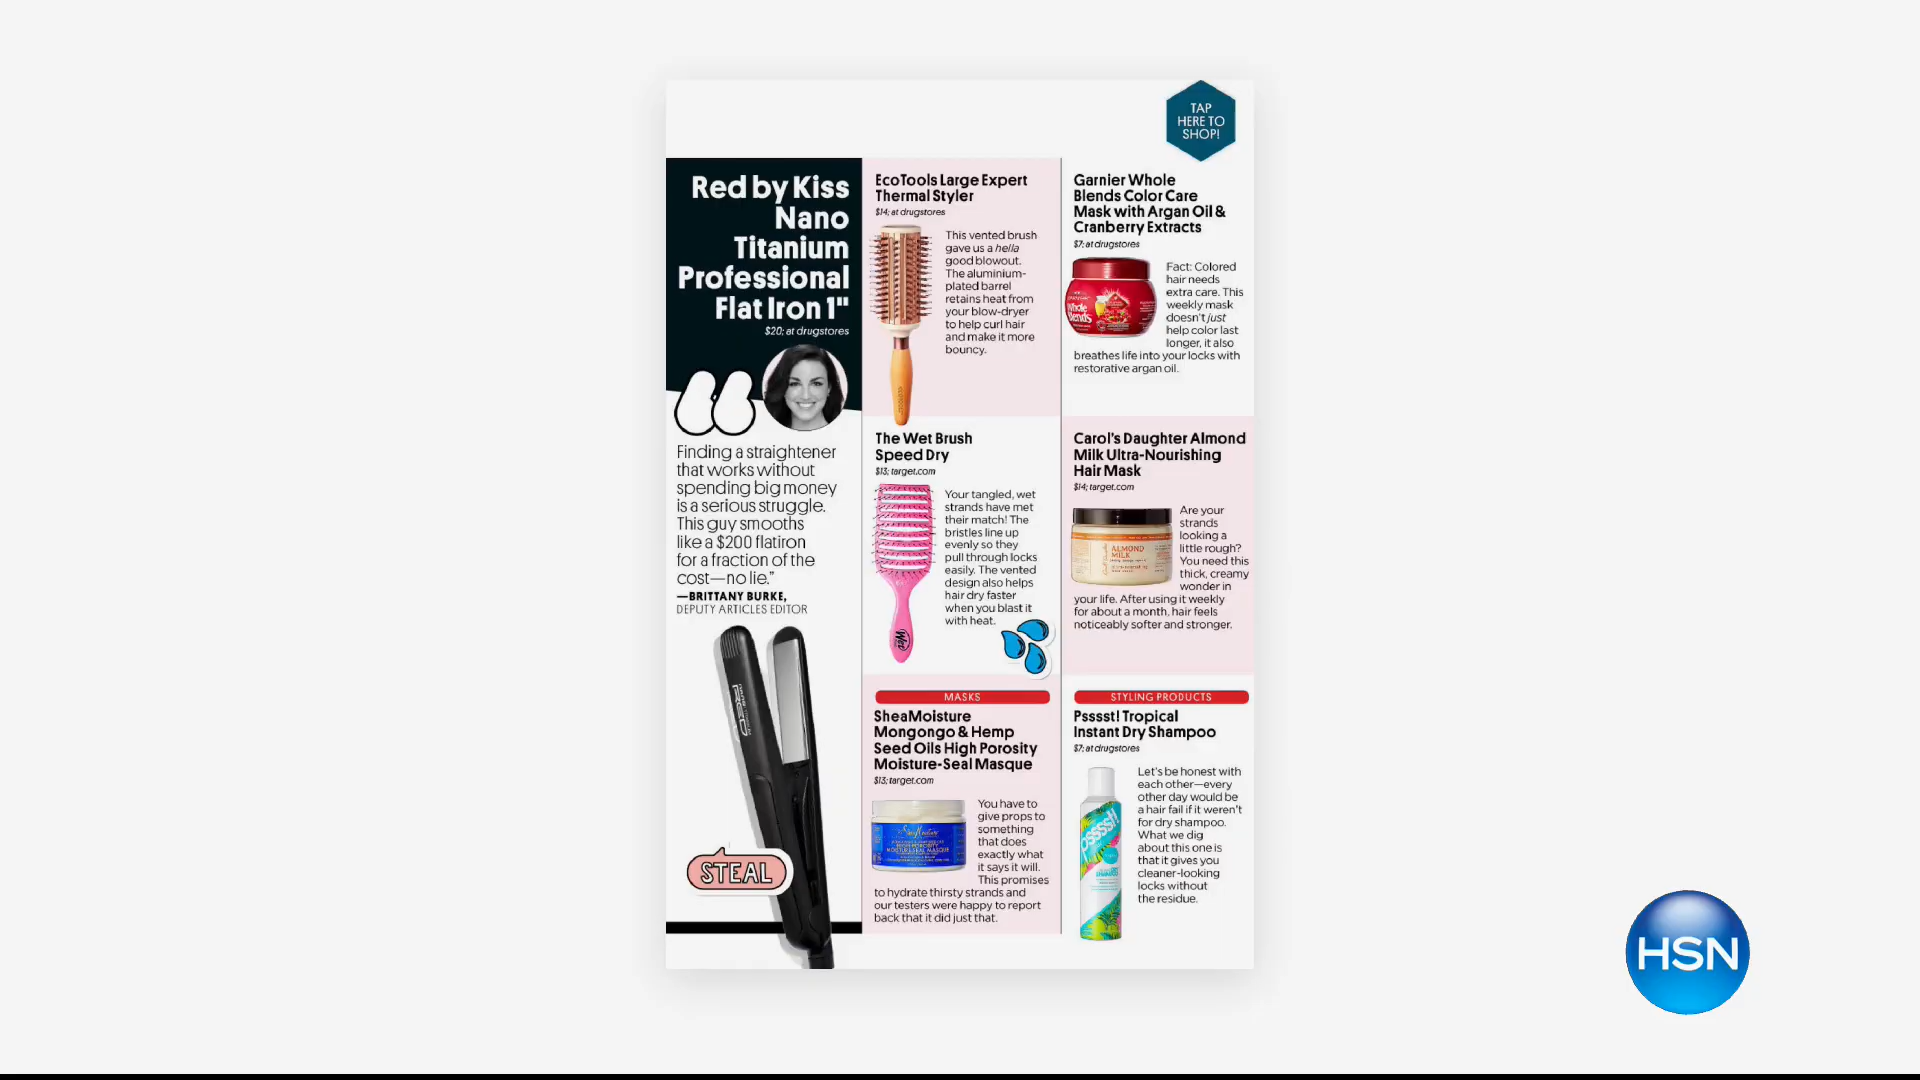 TAP
HERE TO
SHOP!
Red by Kiss
Nano
Titanium
Professional
Flat Iron 1"
$20; at drugstores
Finding a straightener
that works without
spending big money
is a serious struggle.
This guy smooths
like a $200 flatiron
for a fraction of the
cost—no lie."
—BRITTANY BURKE,
DEPUTY ARTICLES EDITOR
STEAL
EcoTools Large Expert
Thermal Styler
$14; at drugstores
This vented brush
gave us a hella
good blowout.
The aluminium-
plated barrel
retains heat from
your blow-dryer
to help curl hair
and make it more
bouncy.
The Wet Brush
Speed Dry
$13; target.com
Your tangled, wet
strands have met
their match! The
bristles line up
evenly so they
pull through locks
easily. The vented
design also helps
hair dry faster
when you blast it
with heat.
Wet
MASKS
SheaMoisture
Mongongo & Hemp
Seed Oils High Porosity
Moisture-Seal Masque
$13; target.com
You have to
give props to
something
that does
exactly what
it says it will.
This promises
to hydrate thirsty strands and
our testers were happy to report
back that it did just that.
SheaMoisture
HIGH POROSITY
MOISTURE-SEAL MASQUE
Garnier Whole
Blends Color Care
Mask with Argan Oil &
Cranberry Extracts
$7; at drugstores
Fact: Colored
hair needs
extra care. This
weekly mask
doesn't just
help color last
longer, it also
breathes life into your locks with
restorative argan oil.
GARNIER
Whole
Blends
Carol's Daughter Almond
Milk Ultra-Nourishing
Hair Mask
$14; target.com
Are your
strands
looking a
little rough?
You need this
thick, creamy
wonder in
your life. After using it weekly
for about a month, hair feels
noticeably softer and stronger.
ALMOND
MILK
STYLING PRODUCTS
Psssst! Tropical
Instant Dry Shampoo
$7; at drugstores
Let's be honest with
each other—every
other day would be
a hair fail if it weren't
for dry shampoo.
What we dig
about this one is
that it gives you
cleaner-looking
locks without
the residue.
psssst!
HSN